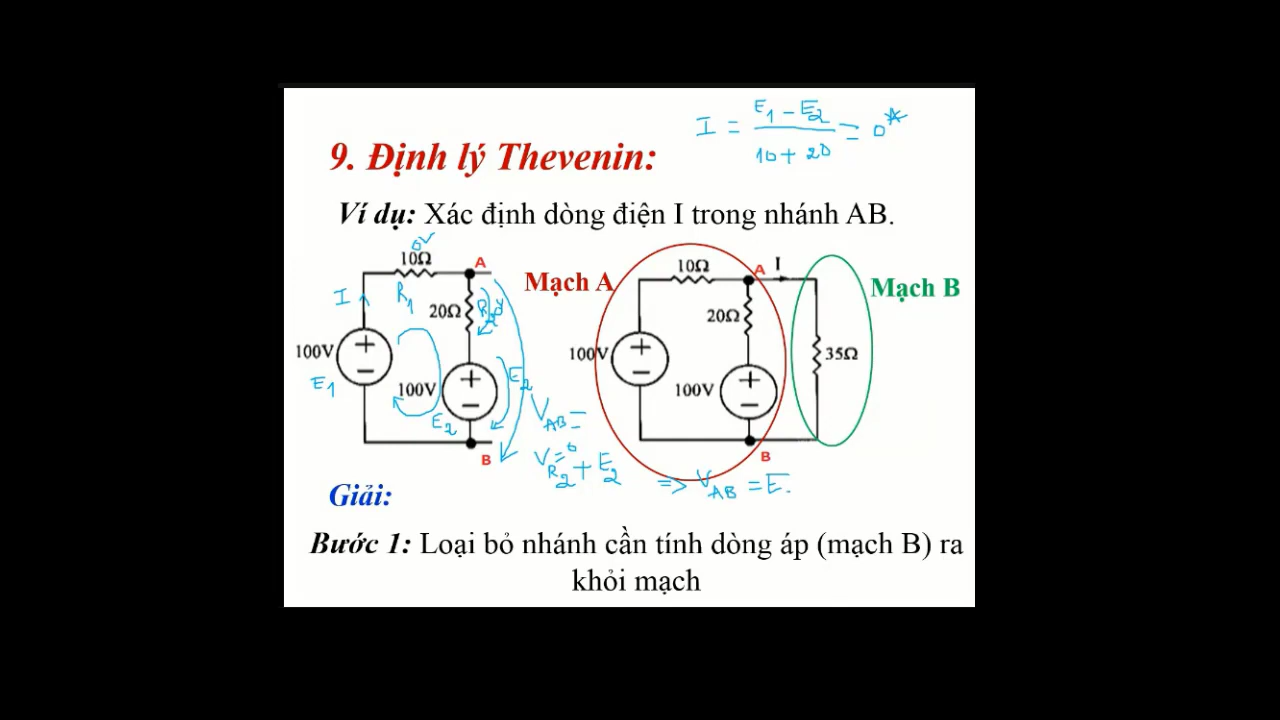 I = E1 - E2 / 10 + 20 = 0A
9. Định lý Thevenin:
Ví dụ: Xác định dòng điện I trong nhánh AB.
0V
10Ω
A
I
R1
20Ω
100V
E1
100V
E2
E2
B
Mạch A
10Ω
A
I
Mạch B
20Ω
100V
35Ω
100V
B
VAB =
VR2 = 0 + E2 => VAB = E.
Giải:
Bước 1: Loại bỏ nhánh cần tính dòng áp (mạch B) ra
khỏi mạch